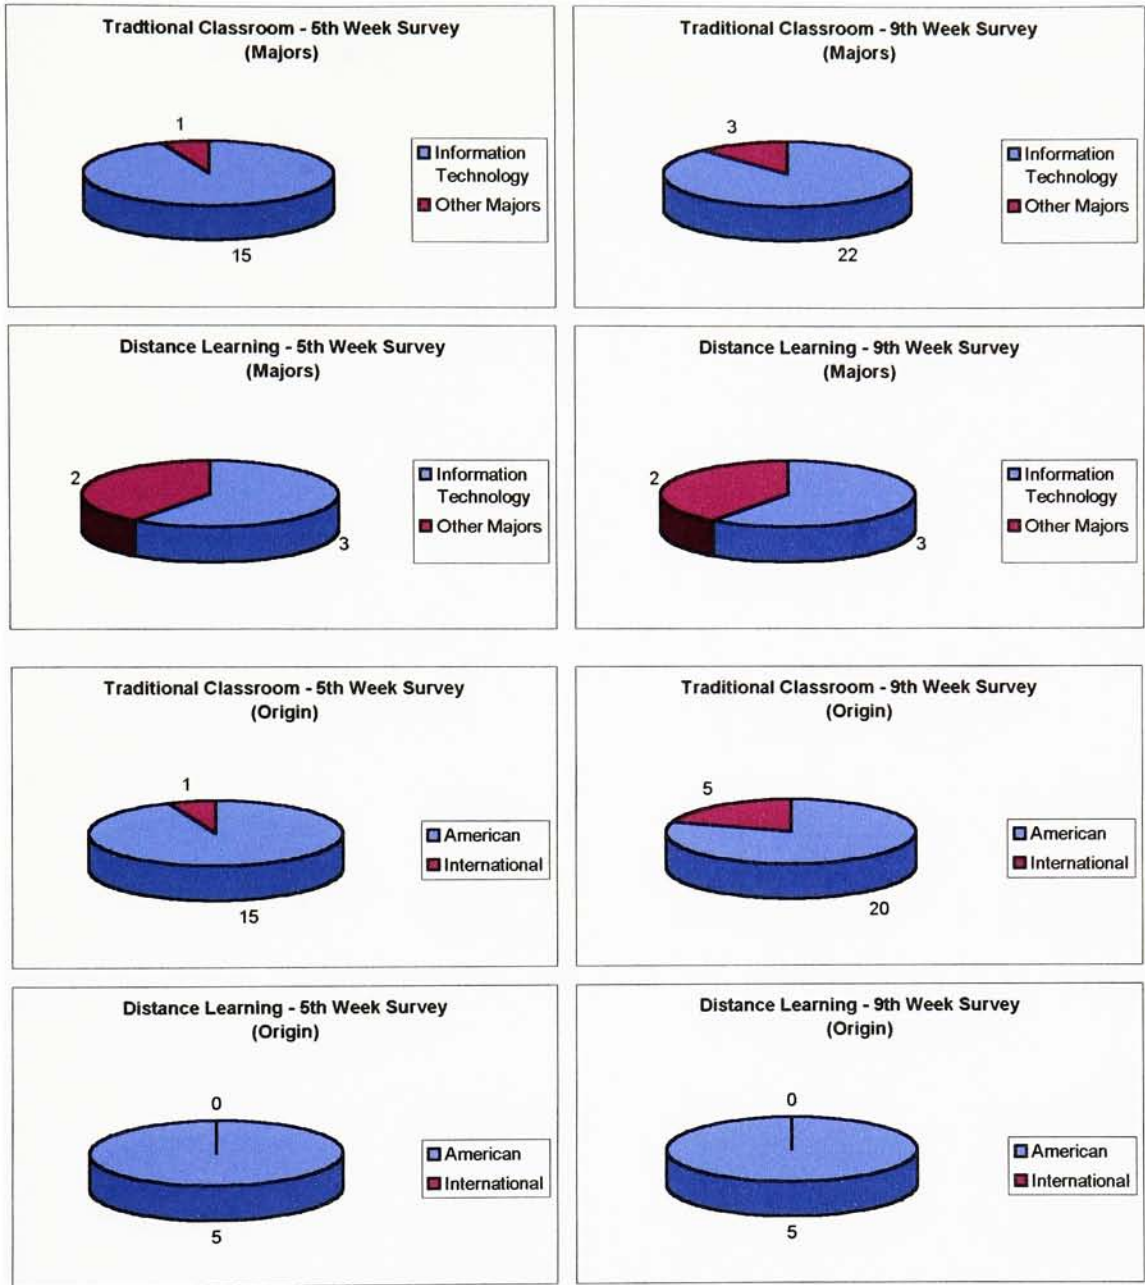 Tradtional Classroom - 5th Week Survey
(Majors)
1
15
Information
Technology
Other Majors
Traditional Classroom - 9th Week Survey
(Majors)
3
22
Information
Technology
Other Majors
Distance Learning - 5th Week Survey
(Majors)
2
3
Information
Technology
Other Majors
Distance Learning - 9th Week Survey
(Majors)
2
3
Information
Technology
Other Majors
Traditional Classroom - 5th Week Survey
(Origin)
1
15
American
International
Traditional Classroom - 9th Week Survey
(Origin)
5
20
American
International
Distance Learning - 5th Week Survey
(Origin)
0
5
American
International
Distance Learning - 9th Week Survey
(Origin)
0
5
American
International